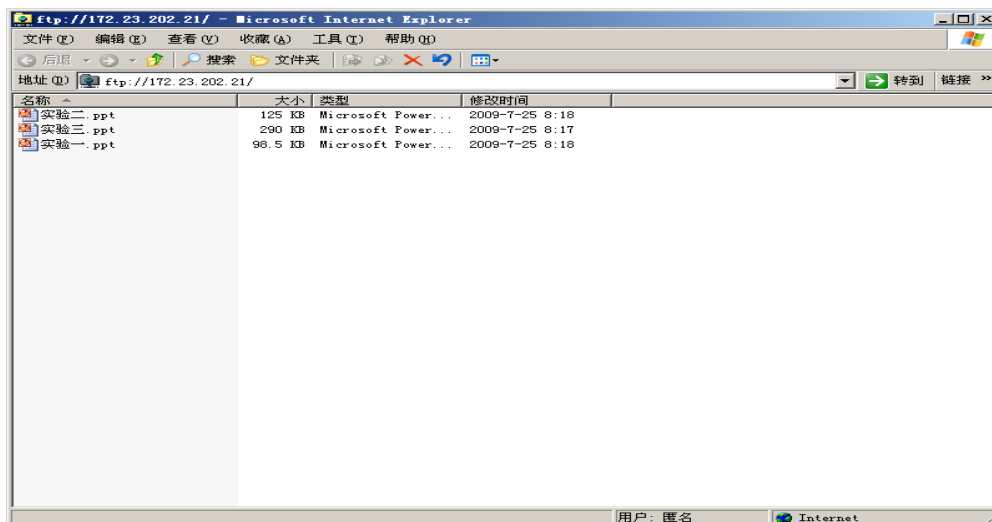 ftp://172.23.202.21/ - Microsoft Internet Explorer
文件(F) 编辑(E) 查看(V) 收藏(A) 工具(T) 帮助(H)
后退 搜索 文件夹
地址(D) ftp://172.23.202.21/ 转到 链接 »
名称 大小 类型 修改时间
实验二.ppt 125 KB Microsoft Power... 2009-7-25 8:18
实验三.ppt 290 KB Microsoft Power... 2009-7-25 8:17
实验一.ppt 98.5 KB Microsoft Power... 2009-7-25 8:18
用户: 匿名 Internet